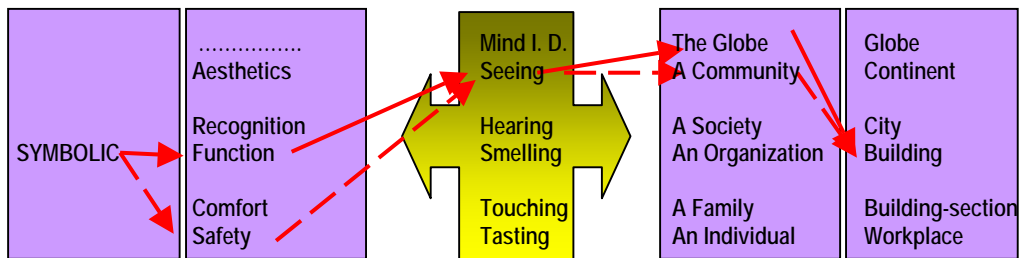 SYMBOLIC
................
Aesthetics
Recognition
Function
Comfort
Safety
Mind I. D.
Seeing
Hearing
Smelling
Touching
Tasting
The Globe
A Community
A Society
An Organization
A Family
An Individual
Globe
Continent
City
Building
Building-section
Workplace